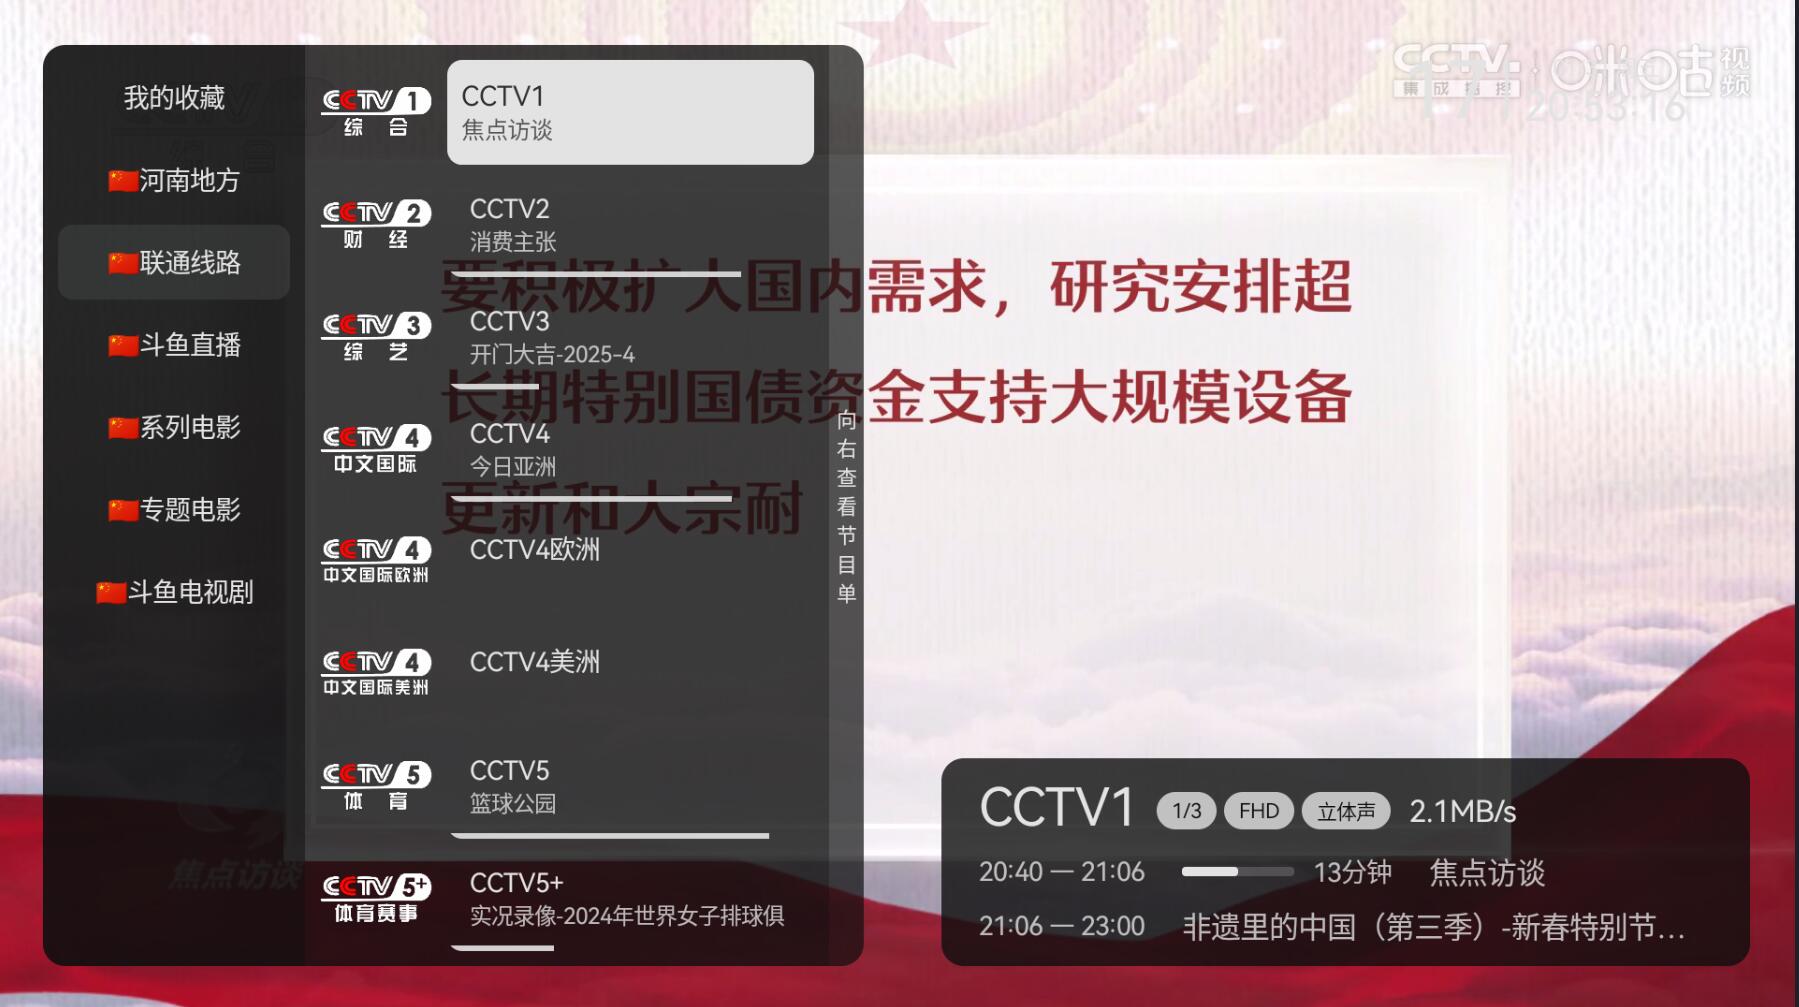 我的收藏
🇨🇳河南地方
🇨🇳联通线路
🇨🇳斗鱼直播
🇨🇳系列电影
🇨🇳专题电影
🇨🇳斗鱼电视剧
CCTV 1
综 合
CCTV1
焦点访谈
CCTV 2
财 经
CCTV2
消费主张
CCTV 3
综 艺
CCTV3
开门大吉-2025-4
CCTV 4
中文国际
CCTV4
今日亚洲
CCTV 4
中文国际欧洲
CCTV4欧洲
CCTV 4
中文国际美洲
CCTV4美洲
CCTV 5
体 育
CCTV5
篮球公园
CCTV 5+
体育赛事
CCTV5+
实况录像-2024年世界女子排球俱
向右查看节目单
要积极扩大国内需求，研究安排超
长期特别国债资金支持大规模设备
更新和大宗耐
焦点访谈
CCTV.
集成播控
咪咕视频
20:53:16
CCTV1 1/3 FHD 立体声 2.1MB/s
20:40 — 21:06 13分钟 焦点访谈
21:06 — 23:00 非遗里的中国（第三季）-新春特别节…